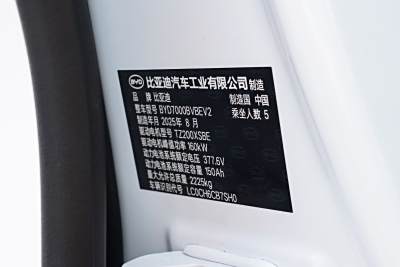 BYD 比亚迪汽车工业有限公司 制造
品牌 比亚迪 制造国 中国
整车型号 BYD7000BVBEV2 乘坐人数 5
制造年月 2025年 8月
驱动电机型号 TZ200XSBE
驱动电机峰值功率 160kW
动力电池系统额定电压 377.6V
动力电池系统额定容量 150Ah
最大允许总质量 2225kg
车辆识别代号 LC0CH6CB7SH0